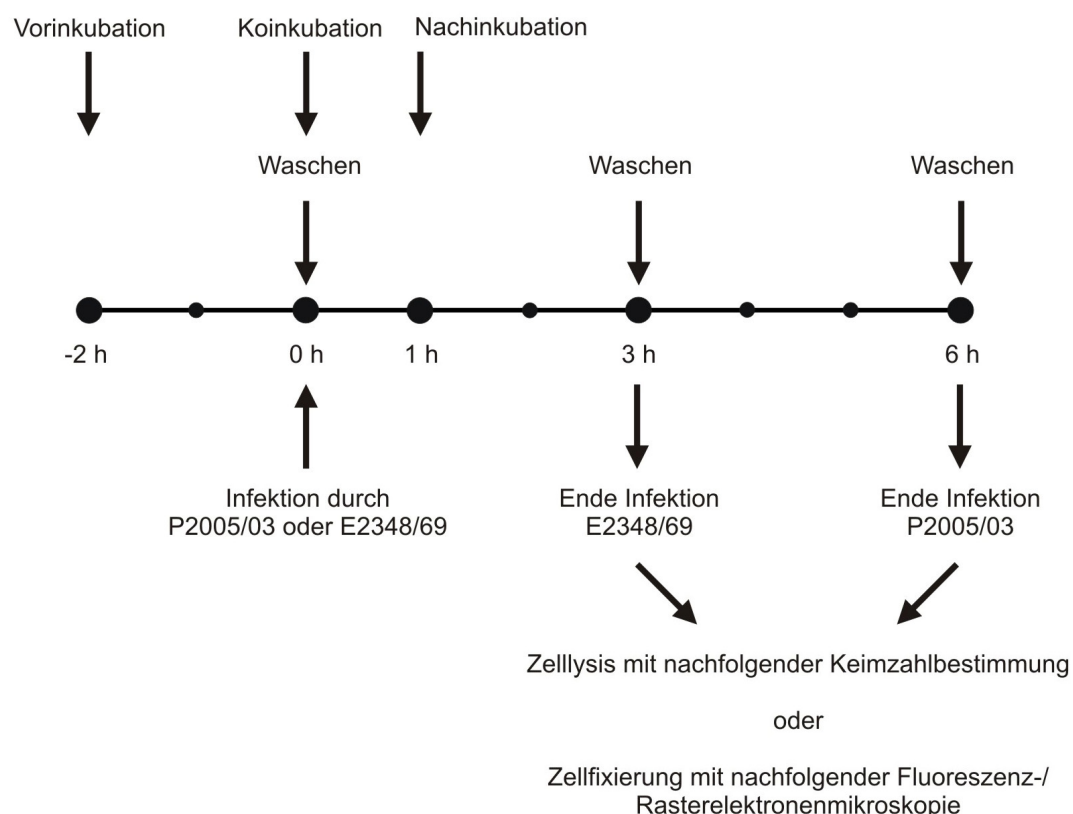 Vorinkubation Koinkubation Nachinkubation
Waschen Waschen Waschen
-2 h 0 h 1 h 3 h 6 h
Infektion durch
P2005/03 oder E2348/69
Ende Infektion
E2348/69
Ende Infektion
P2005/03
Zelllysis mit nachfolgender Keimzahlbestimmung
oder
Zellfixierung mit nachfolgender Fluoreszenz-/
Rasterelektronenmikroskopie